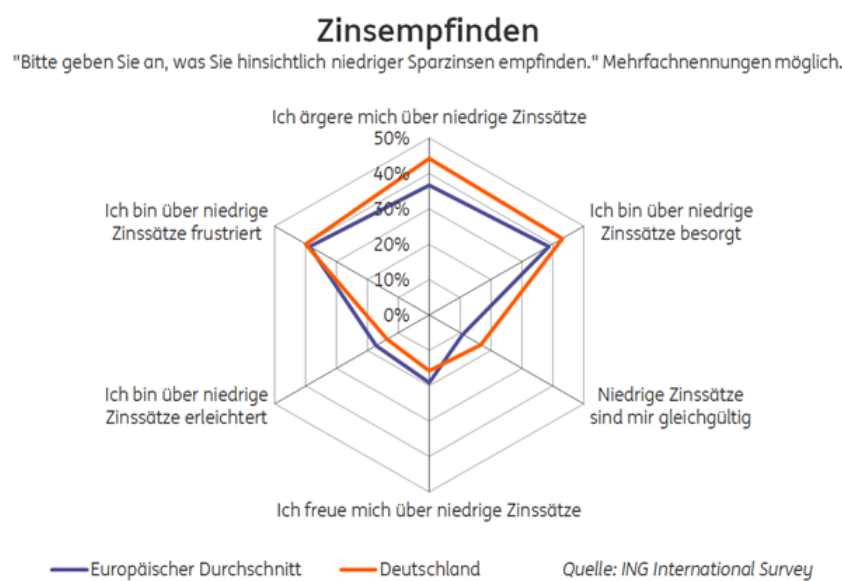 Zinsempfinden
"Bitte geben Sie an, was Sie hinsichtlich niedriger Sparzinsen empfinden." Mehrfachnennungen möglich.
Ich ärgere mich über niedrige Zinssätze
50%
40%
30%
20%
10%
0%
Ich bin über niedrige
Zinssätze besorgt
Niedrige Zinssätze
sind mir gleichgültig
Ich freue mich über niedrige Zinssätze
Ich bin über niedrige
Zinssätze erleichtert
Ich bin über niedrige
Zinssätze frustriert
Europäischer Durchschnitt
Deutschland
Quelle: ING International Survey